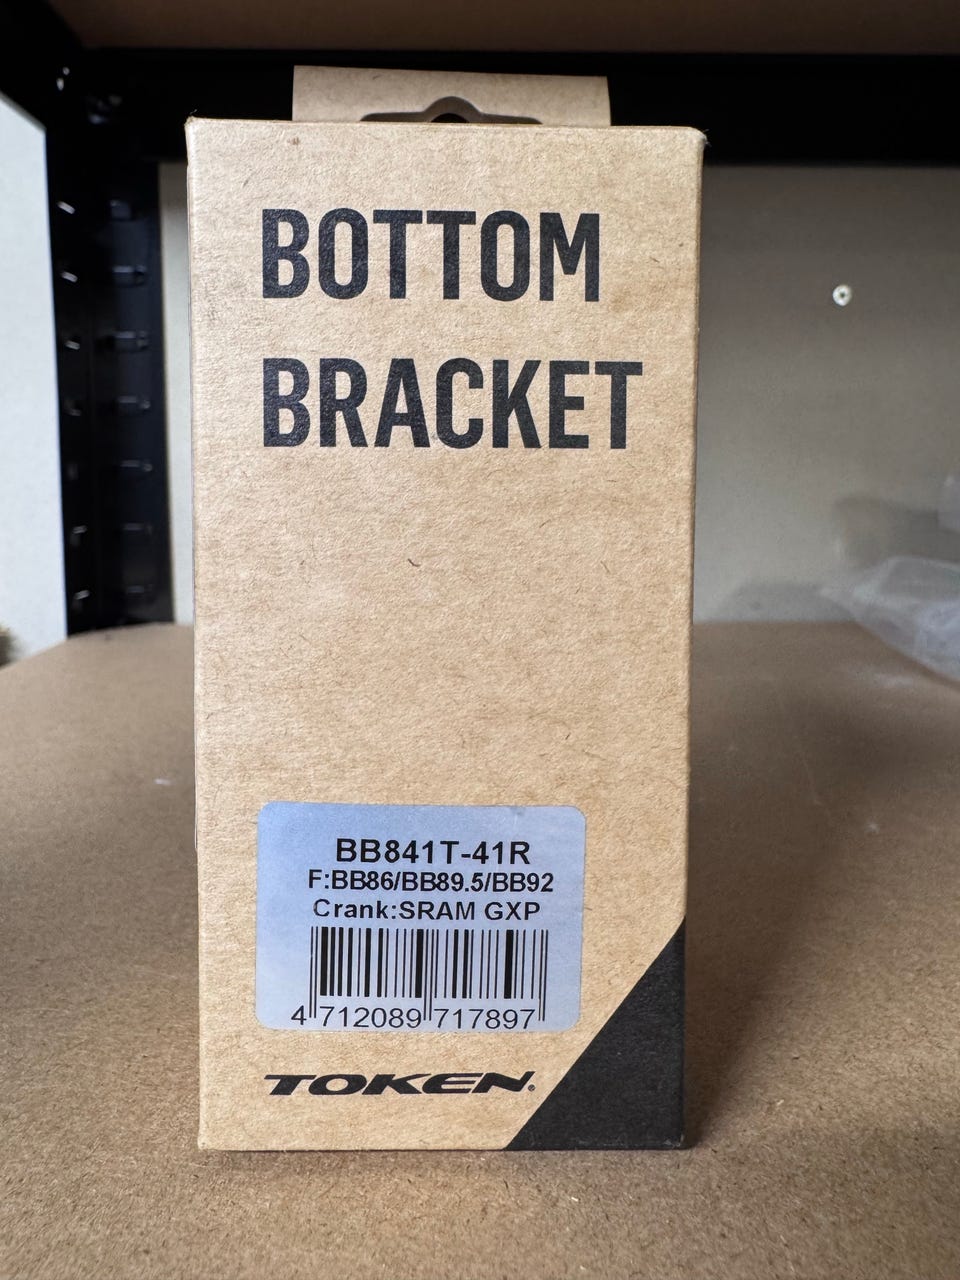 BOTTOM
BRACKET
BB841T-41R
F:BB86/BB89.5/BB92
Crank:SRAM GXP
4 712089 717897
TOKEN®